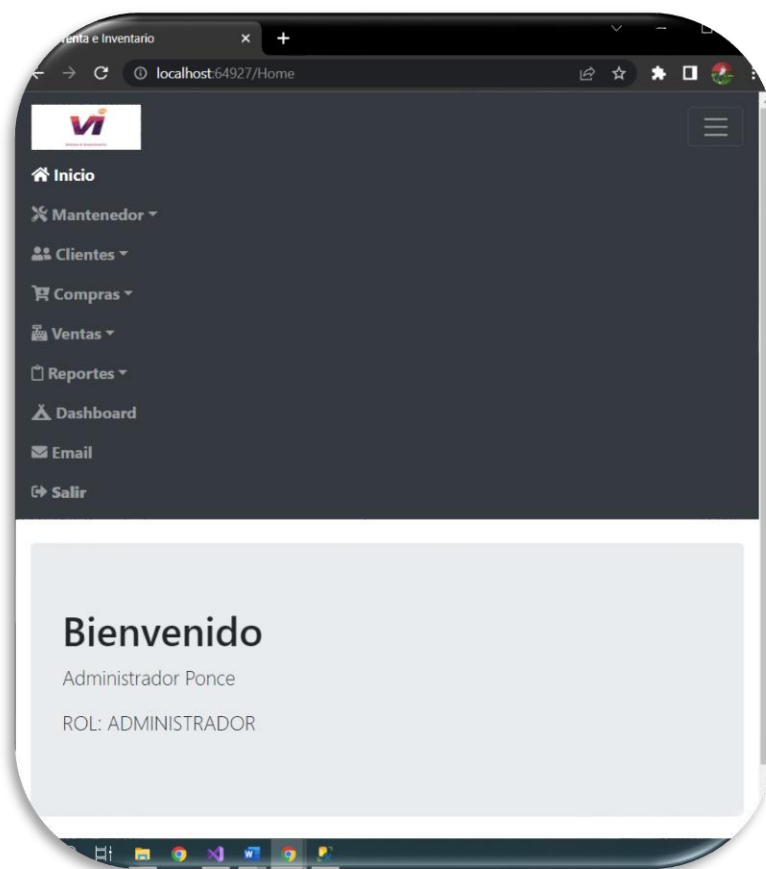 enta e Inventario
localhost:64927/Home
vi
Inicio
Mantenedor
Clientes
Compras
Ventas
Reportes
Dashboard
Email
Salir
Bienvenido
Administrador Ponce
ROL: ADMINISTRADOR